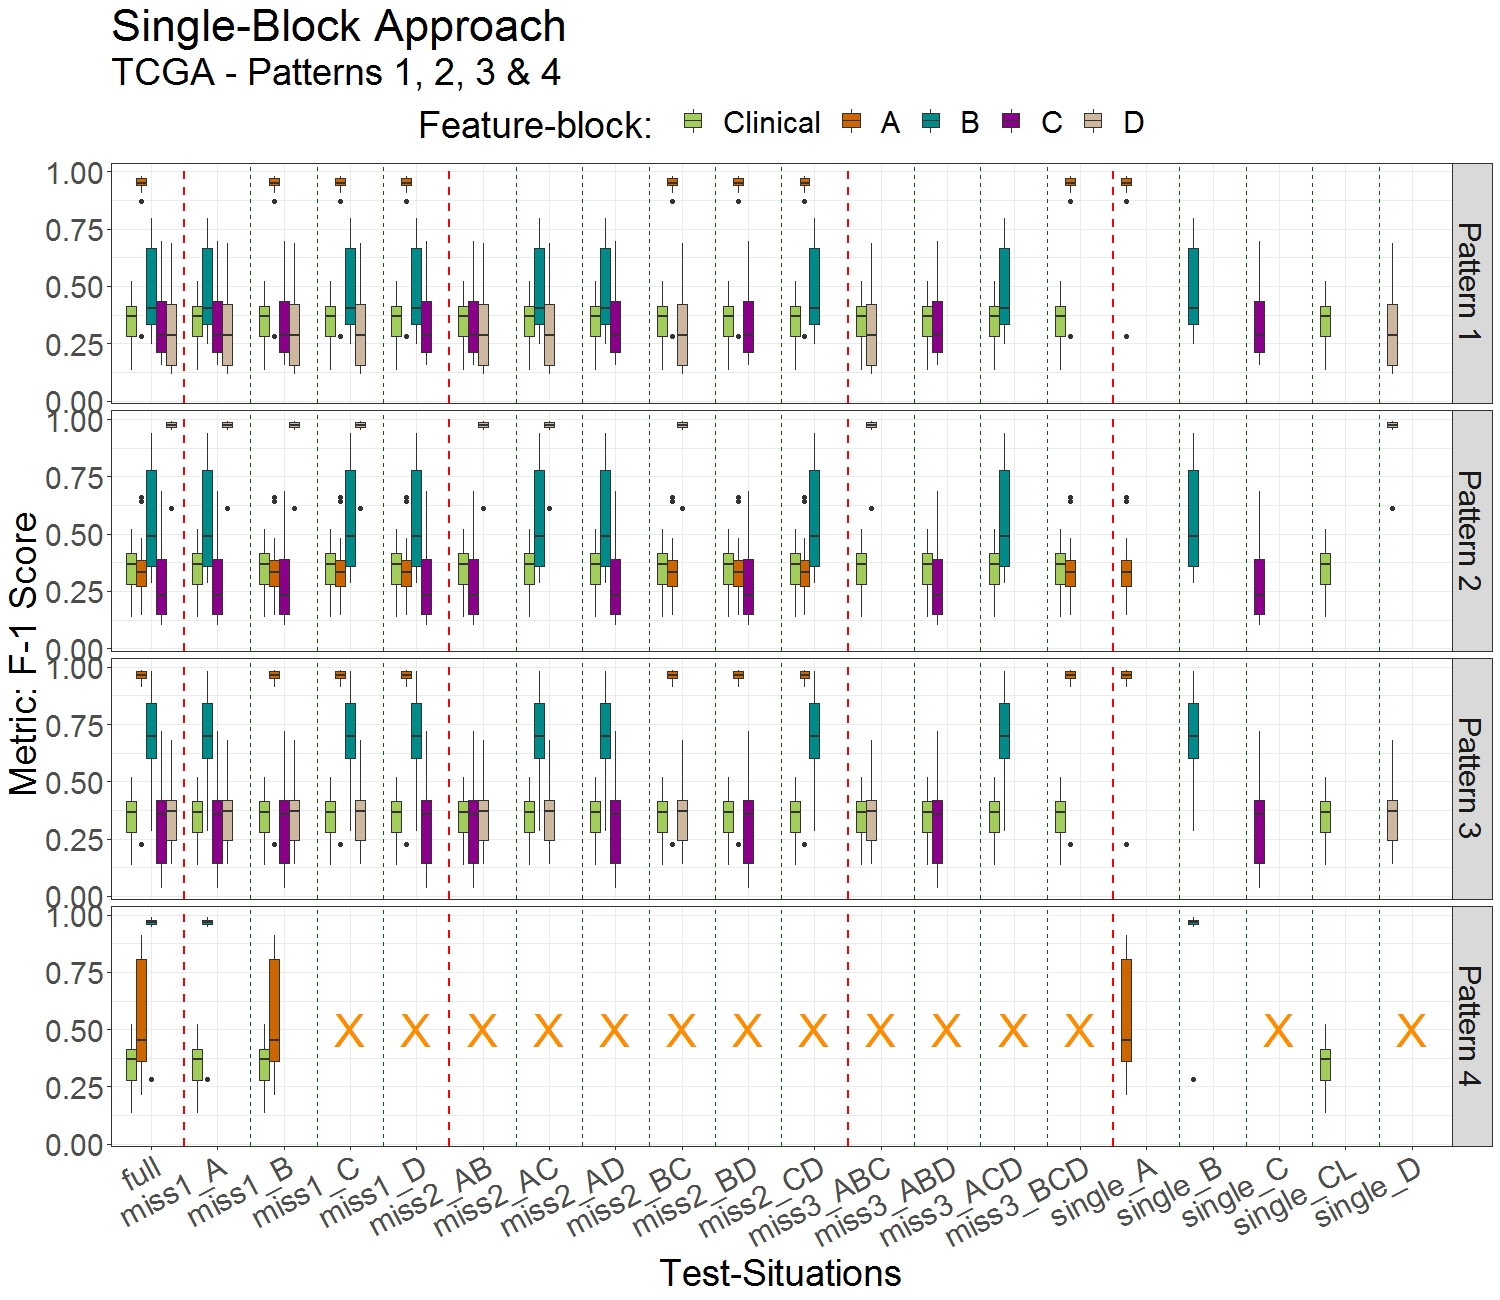 Single-Block Approach
TCGA - Patterns 1, 2, 3 & 4
Feature-block: Clinical A B C D
Metric: F-1 Score
1.00
0.75
0.50
0.25
0.00
Pattern 1
1.00
0.75
0.50
0.25
0.00
Pattern 2
1.00
0.75
0.50
0.25
0.00
Pattern 3
1.00
0.75
0.50
0.25
0.00
X X X X X X X X X X X X X X
Pattern 4
full
miss1_A
miss1_B
miss1_C
miss1_D
miss2_AB
miss2_AC
miss2_AD
miss2_BC
miss2_BD
miss2_CD
miss3_ABC
miss3_ABD
miss3_ACD
miss3_BCD
single_A
single_B
single_C
single_CL
single_D
Test-Situations